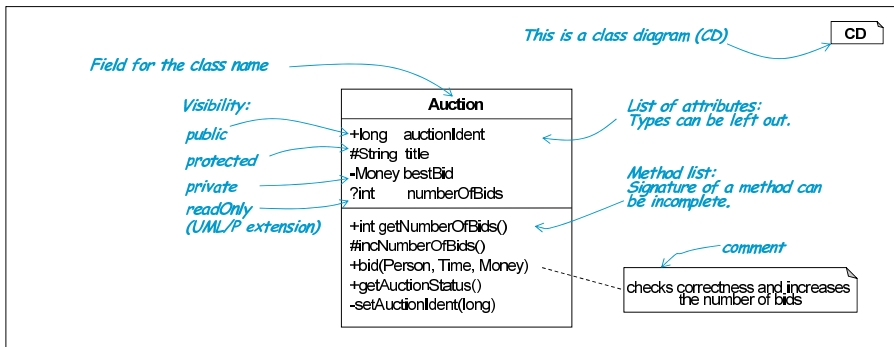 This is a class diagram (CD)
CD
Field for the class name
Visibility:
public
protected
private
readOnly
(UML/P extension)
Auction
+long auctionIdent
#String title
-Money bestBid
?int numberOfBids
+int getNumberOfBids()
#incNumberOfBids()
+bid(Person, Time, Money)
+getAuctionStatus()
-setAuctionIdent(long)
List of attributes:
Types can be left out.
Method list:
Signature of a method can
be incomplete.
comment
checks correctness and increases
the number of bids